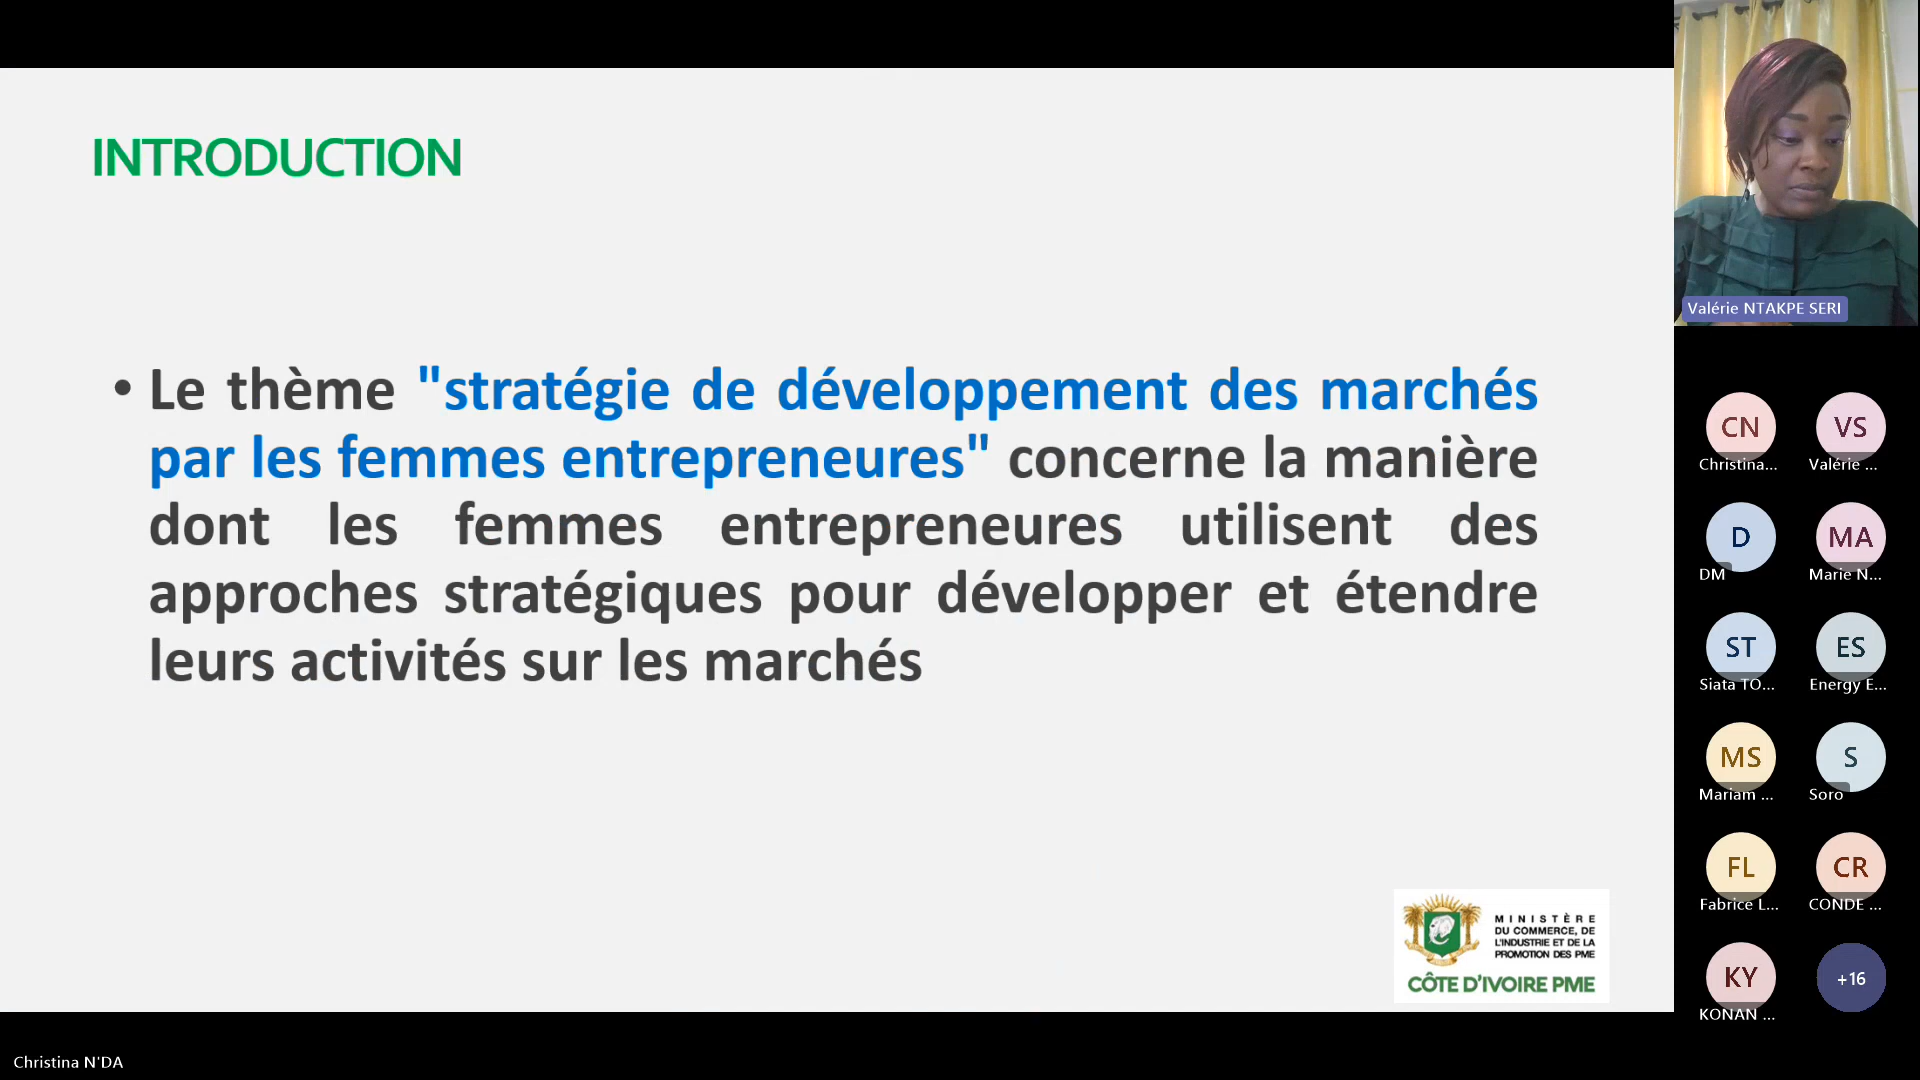 INTRODUCTION
• Le thème "stratégie de développement des marchés
par les femmes entrepreneures" concerne la manière
dont les femmes entrepreneures utilisent des
approches stratégiques pour développer et étendre
leurs activités sur les marchés
MINISTÈRE
DU COMMERCE, DE
L'INDUSTRIE ET DE LA
PROMOTION DES PME
CÔTE D'IVOIRE PME
Christina N'DA
Valérie NTAKPE SERI
CN
Christina...
VS
Valérie ...
D
DM
MA
Marie N...
ST
Siata TO...
ES
Energy E...
MS
Mariam ...
S
Soro
FL
Fabrice L...
CR
CONDE ...
KY
KONAN ...
+16